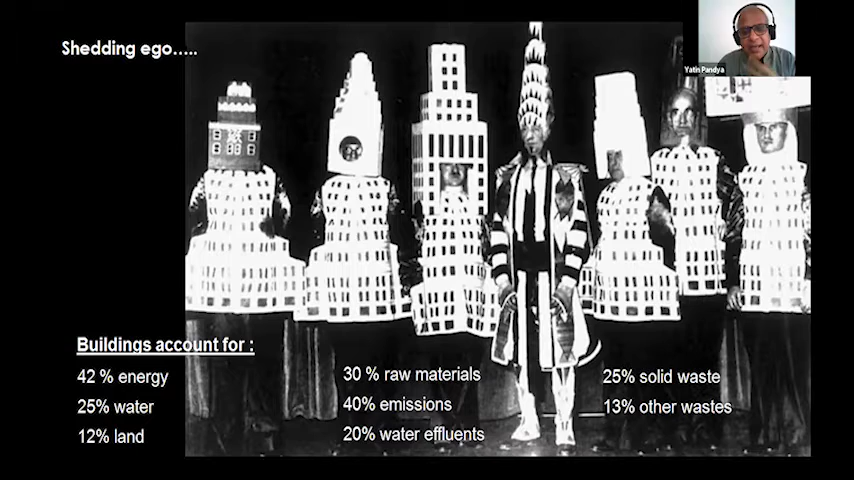 Shedding ego.....
Yatin Pandya
Buildings account for :
42 % energy
25% water
12% land
30 % raw materials
40% emissions
20% water effluents
25% solid waste
13% other wastes